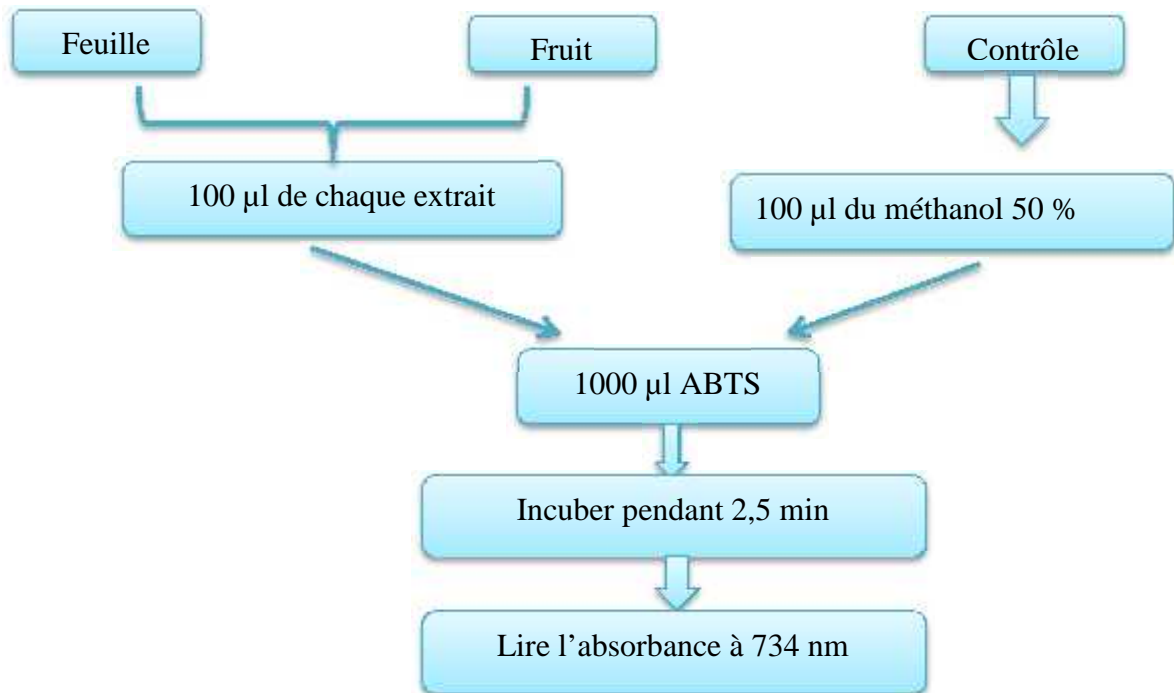 Feuille
Fruit
Contrôle
100 µl de chaque extrait
100 µl du méthanol 50 %
1000 µl ABTS
Incuber pendant 2,5 min
Lire l’absorbance à 734 nm